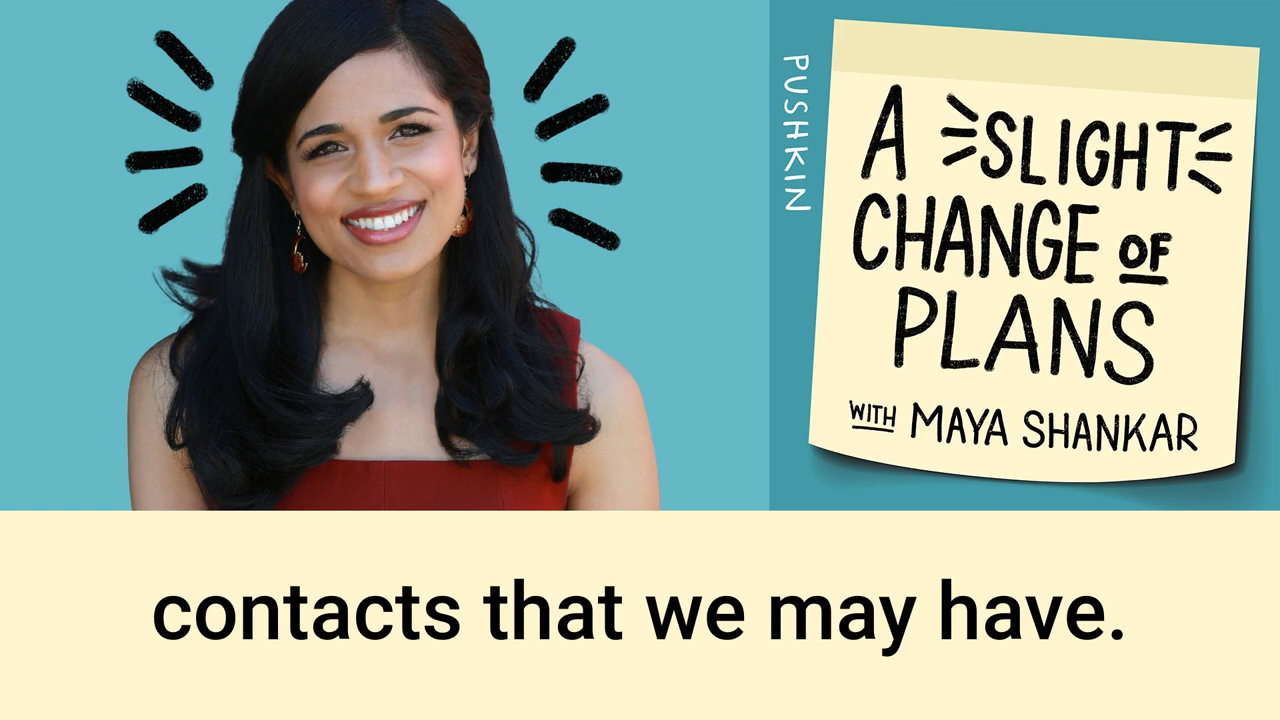 PUSHKIN
A SLIGHT
CHANGE OF
PLANS
WITH MAYA SHANKAR
contacts that we may have.